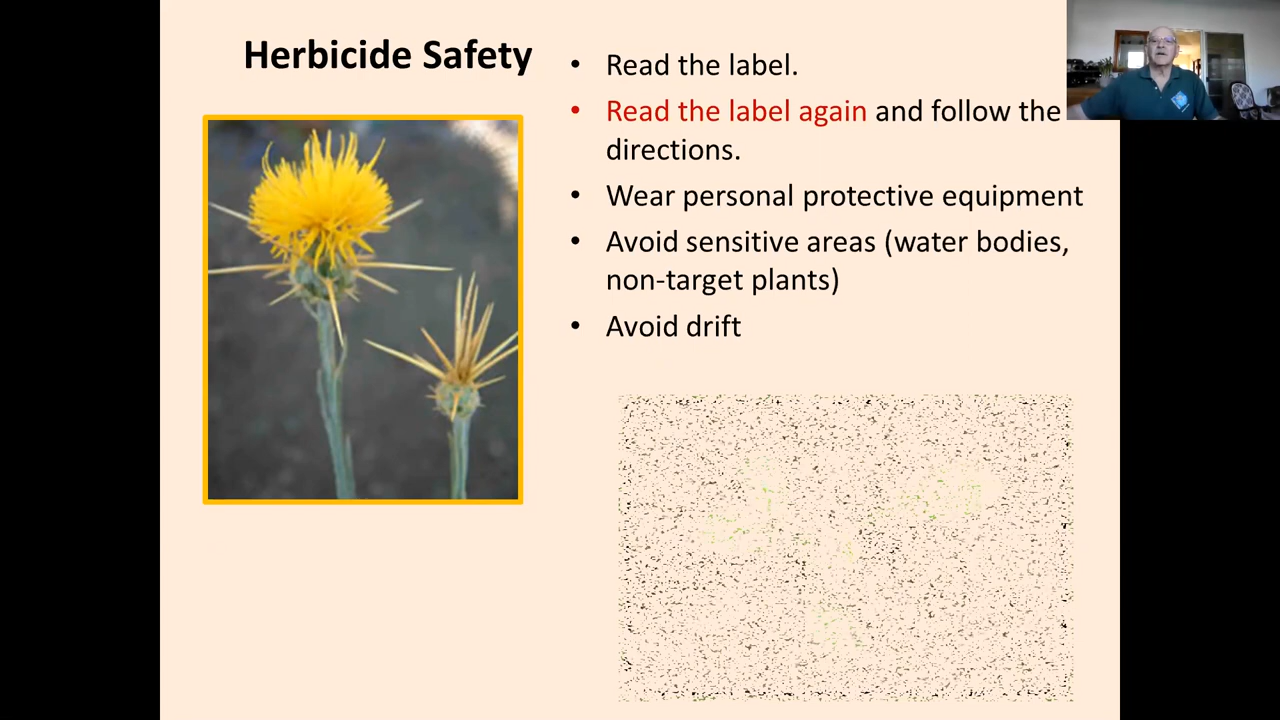 Herbicide Safety
• Read the label.
• Read the label again and follow the
directions.
• Wear personal protective equipment
• Avoid sensitive areas (water bodies,
non-target plants)
• Avoid drift